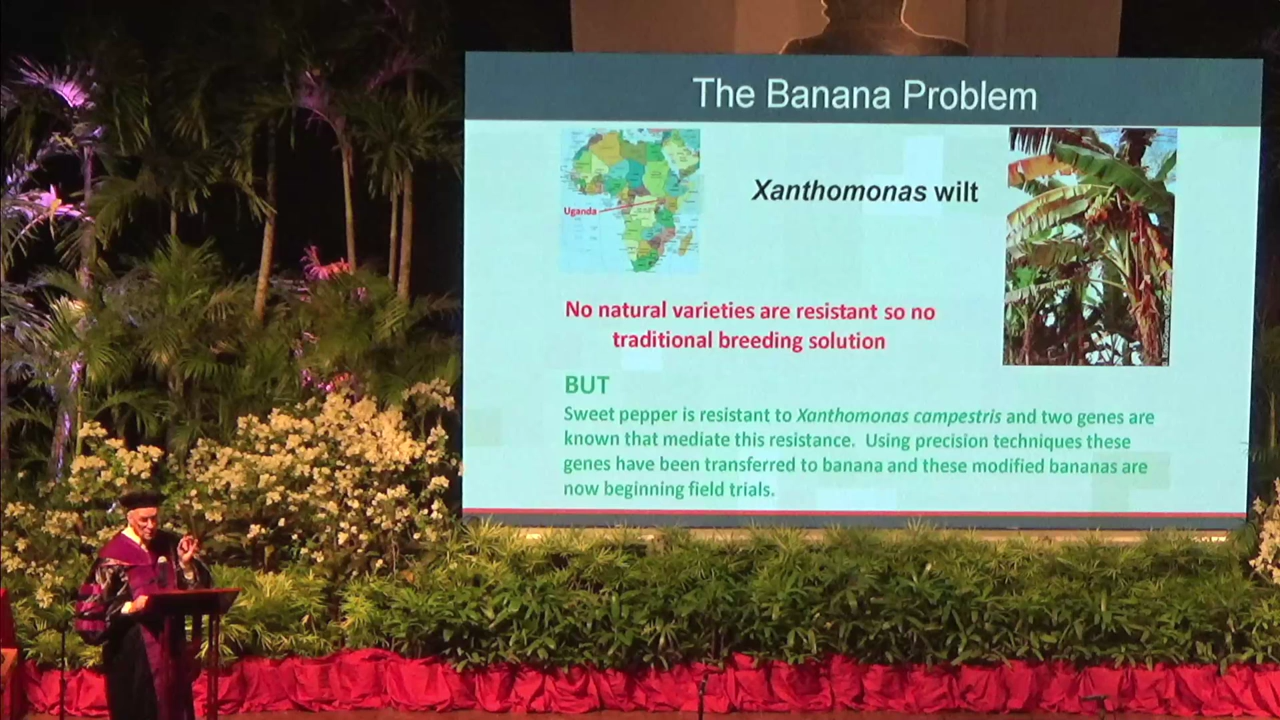 The Banana Problem
Uganda
Xanthomonas wilt
No natural varieties are resistant so no
traditional breeding solution
BUT
Sweet pepper is resistant to Xanthomonas campestris and two genes are
known that mediate this resistance. Using precision techniques these
genes have been transferred to banana and these modified bananas are
now beginning field trials.